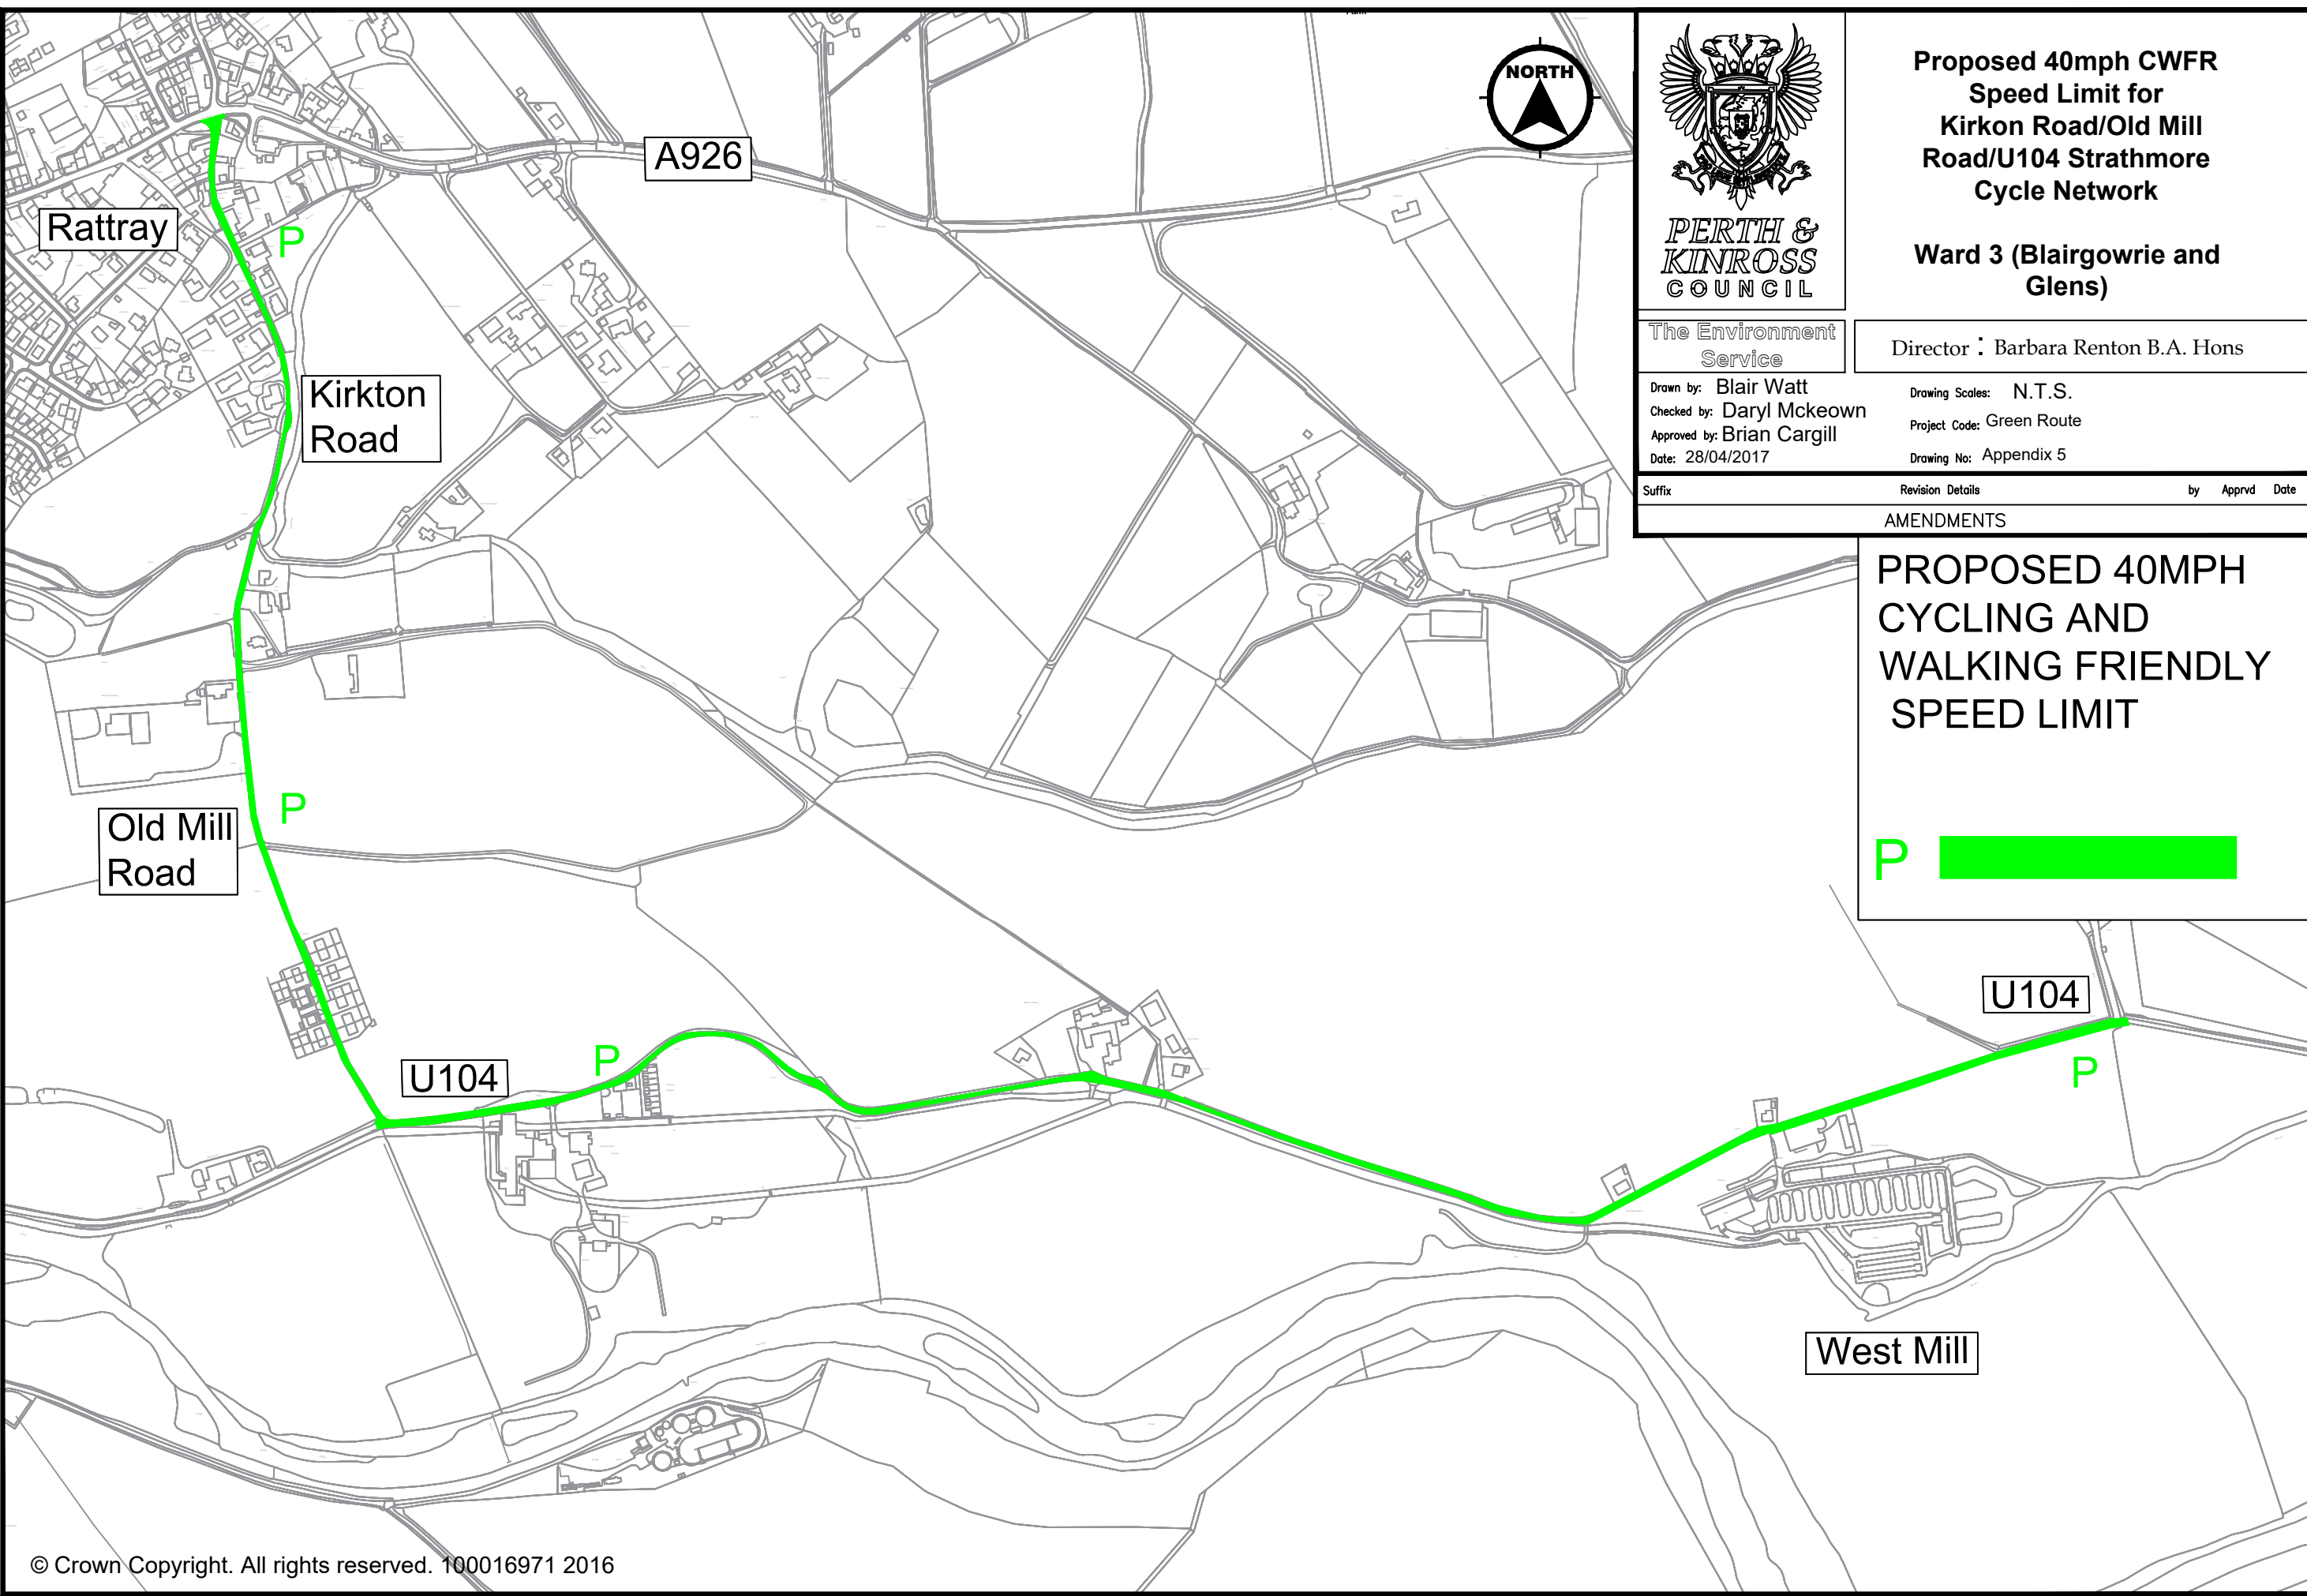 NORTH
A926
Rattray
P
Kirkton
Road
P
Old Mill
Road
U104
P
U104
P
West Mill
© Crown Copyright. All rights reserved. 100016971 2016
PERTH &
KINROSS
COUNCIL
Proposed 40mph CWFR
Speed Limit for
Kirkon Road/Old Mill
Road/U104 Strathmore
Cycle Network
Ward 3 (Blairgowrie and
Glens)
The Environment
Service
Director : Barbara Renton B.A. Hons
Drawn by: Blair Watt
Checked by: Daryl Mckeown
Approved by: Brian Cargill
Date: 28/04/2017
Drawing Scales: N.T.S.
Project Code: Green Route
Drawing No: Appendix 5
Suffix Revision Details by Apprvd Date
AMENDMENTS
PROPOSED 40MPH
CYCLING AND
WALKING FRIENDLY
SPEED LIMIT
P